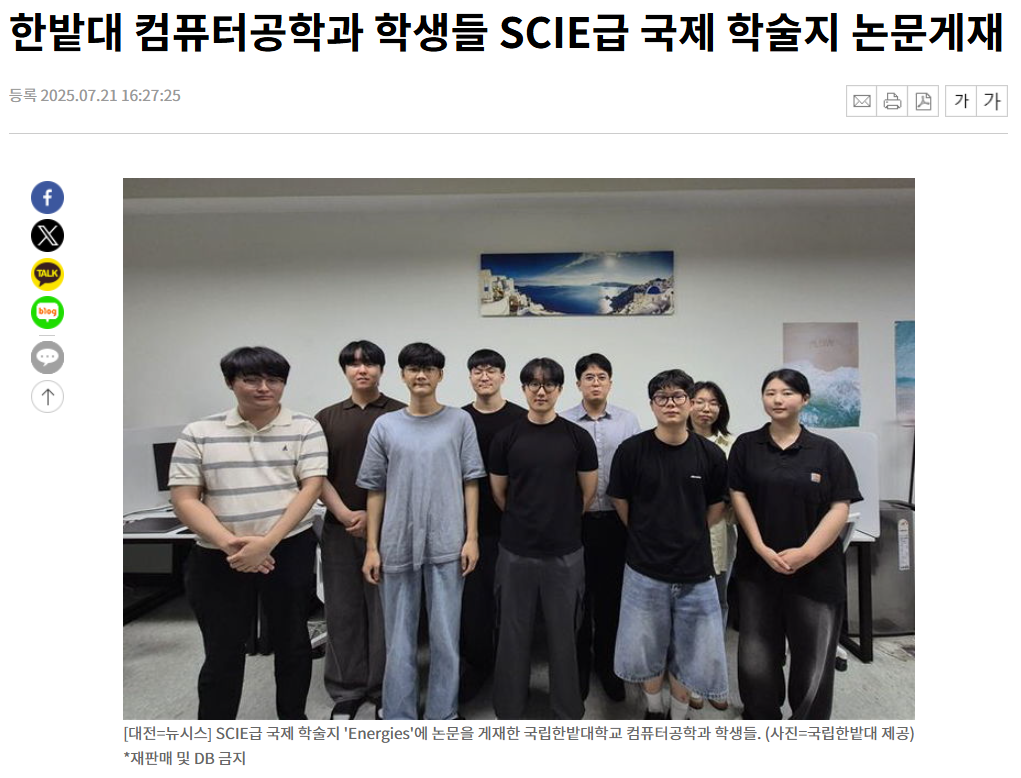 한밭대 컴퓨터공학과 학생들 SCIE급 국제 학술지 논문게재
등록 2025.07.21 16:27:25
가 가
TALK
blog
[대전=뉴시스] SCIE급 국제 학술지 'Energies'에 논문을 게재한 국립한밭대학교 컴퓨터공학과 학생들. (사진=국립한밭대 제공)
*재판매 및 DB 금지